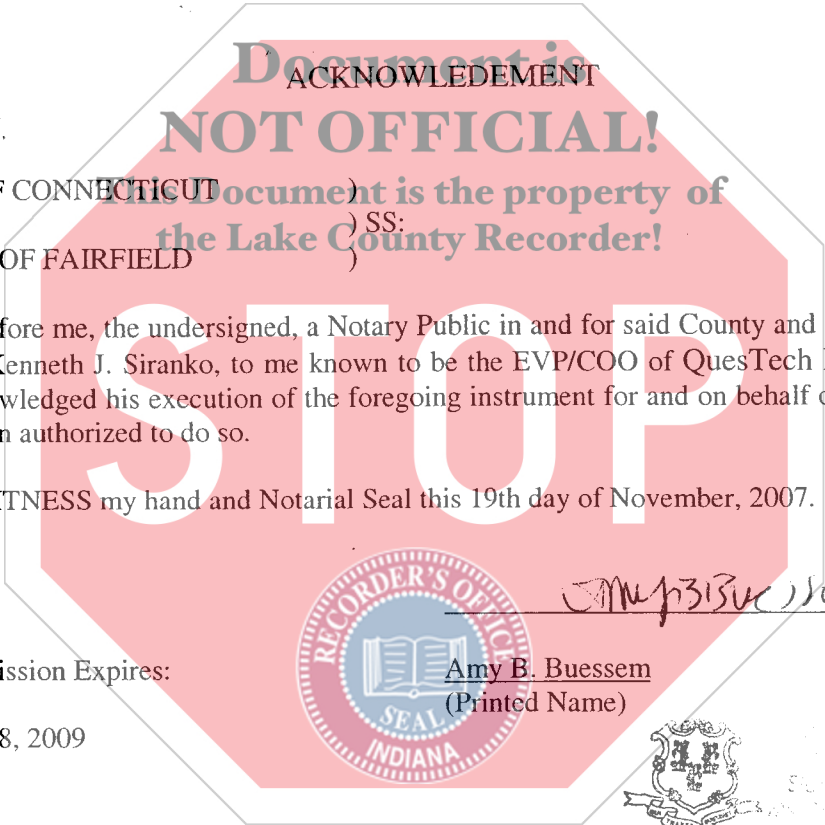 Document is
ACKNOWLEDEMENT
NOT OFFICIAL!
F CONNECTICUT )
This Document is the property of
) SS:
the Lake County Recorder!
OF FAIRFIELD )
fore me, the undersigned, a Notary Public in and for said County and
Kenneth J. Siranko, to me known to be the EVP/COO of QuesTech
wledged his execution of the foregoing instrument for and on behalf
n authorized to do so.
STOP
ITNESS my hand and Notarial Seal this 19th day of November, 2007.
RECORDER'S OFFICE
SEAL
INDIANA
ission Expires:
Amy B. Buessem
(Printed Name)
8, 2009